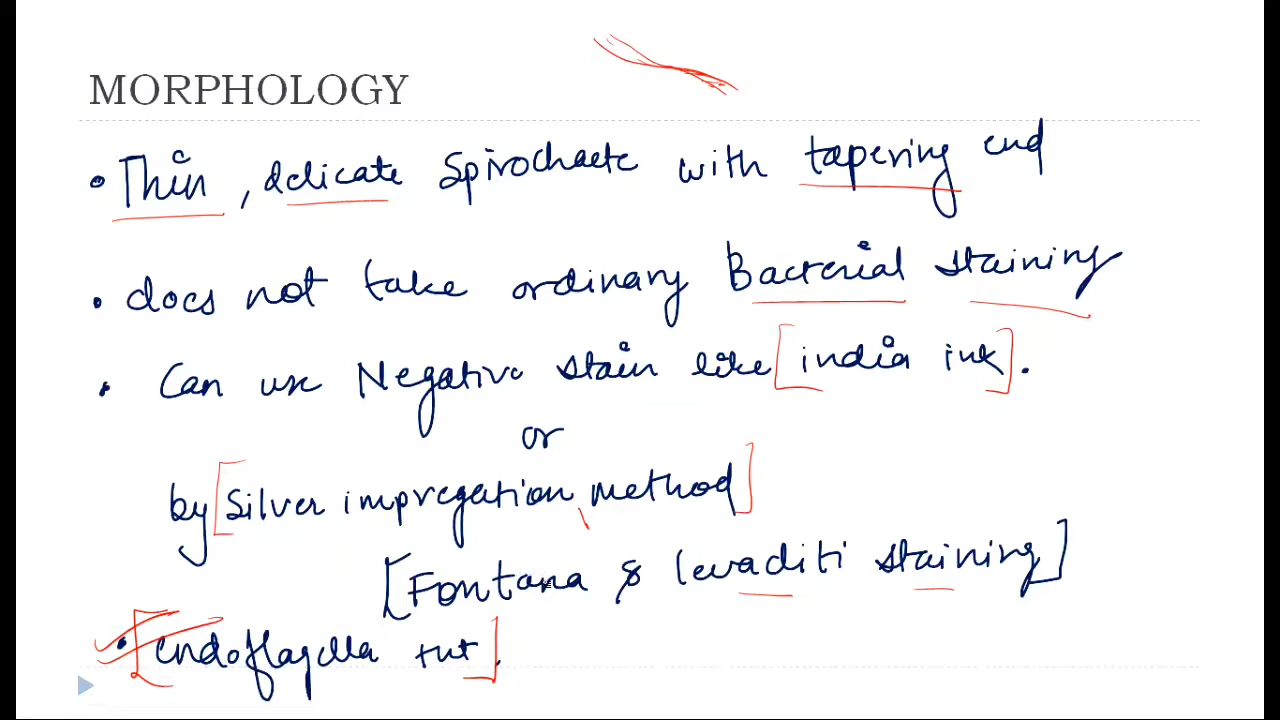 MORPHOLOGY
• Thin, delicate Spirochaete with tapering end
• does not take ordinary Bacterial staining
• Can use Negative stain like [india ink].
or
by [Silver impregation method]
[Fontana & levaditi staining]
• [endoflagella +nt].